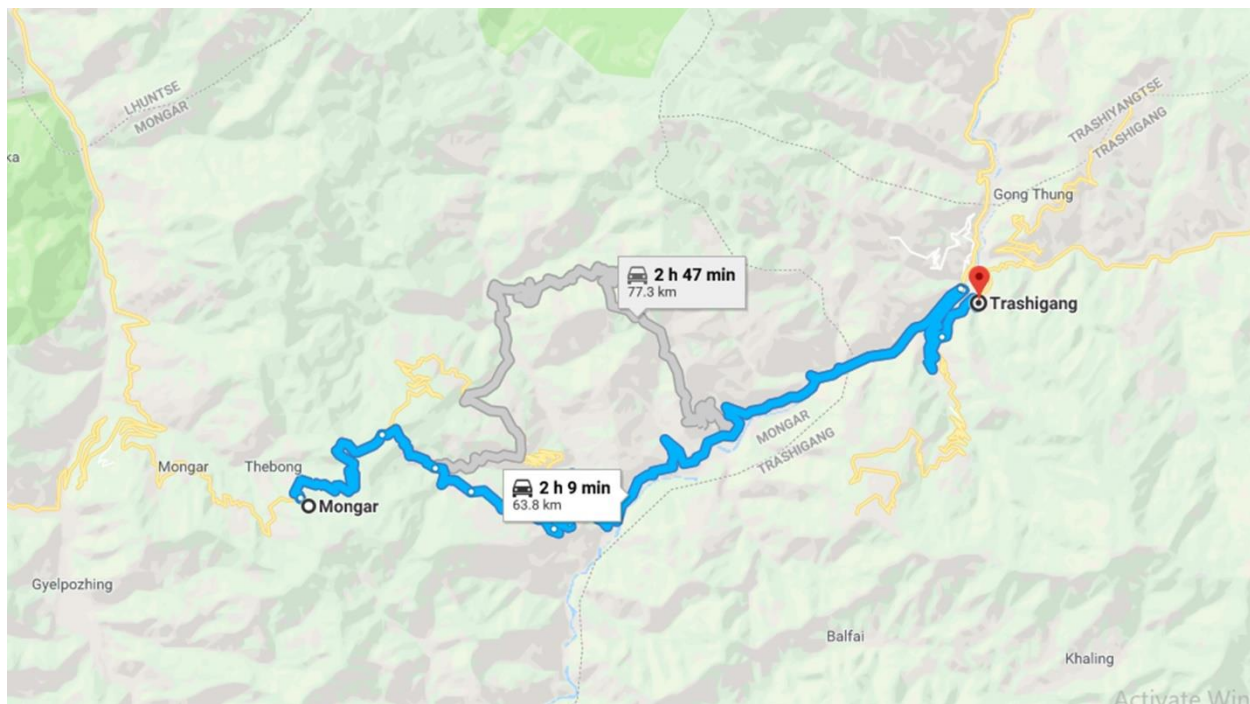 LHUNTSE
MONGAR
ka
TRASHIYANGTSE
TRASHIGANG
Gong Thung
2 h 47 min
77.3 km
Trashigang
MONGAR
TRASHIGANG
Mongar
Thebong
2 h 9 min
63.8 km
Mongar
Gyelpozhing
Balfai
Khaling
Activate Win